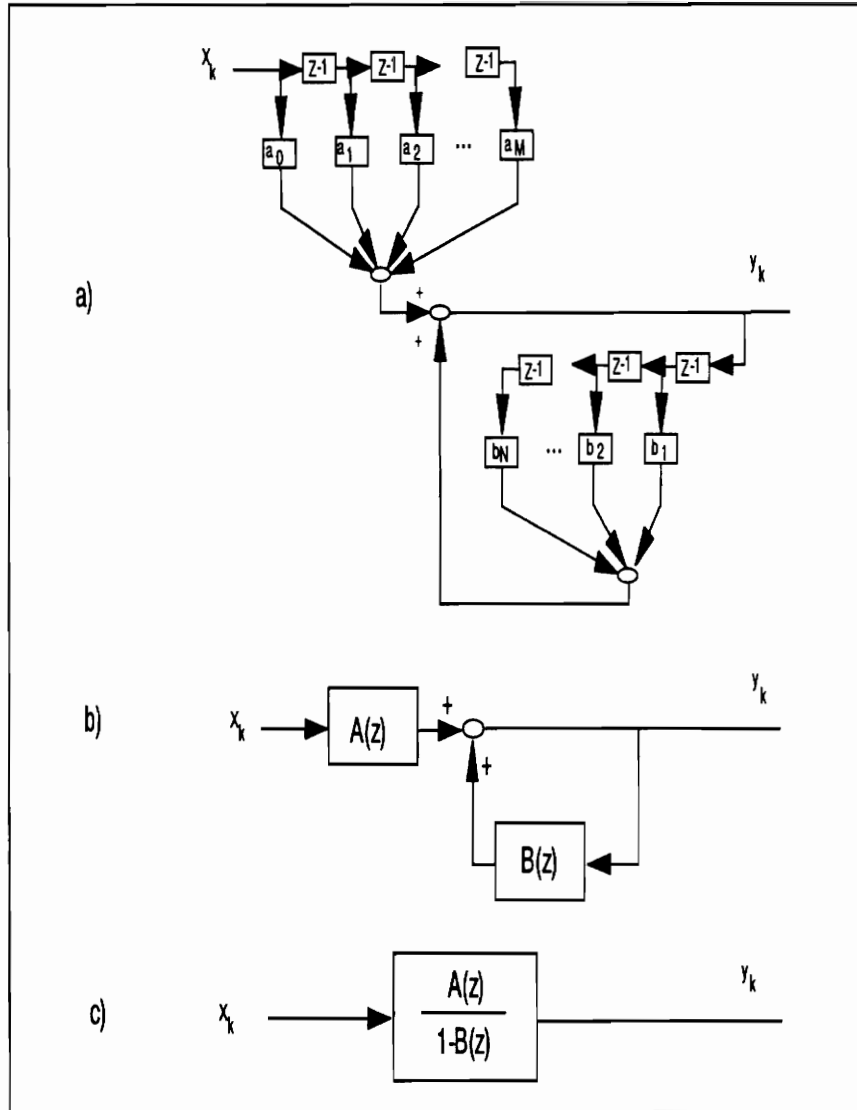 X_k Z-1 Z-1 Z-1
a_0 a_1 a_2 ... a_M
a)
+
+
y_k
Z-1 Z-1 Z-1
b_N ... b_2 b_1
b) x_k A(z) + y_k
+
B(z)
c) x_k A(z) y_k
1-B(z)